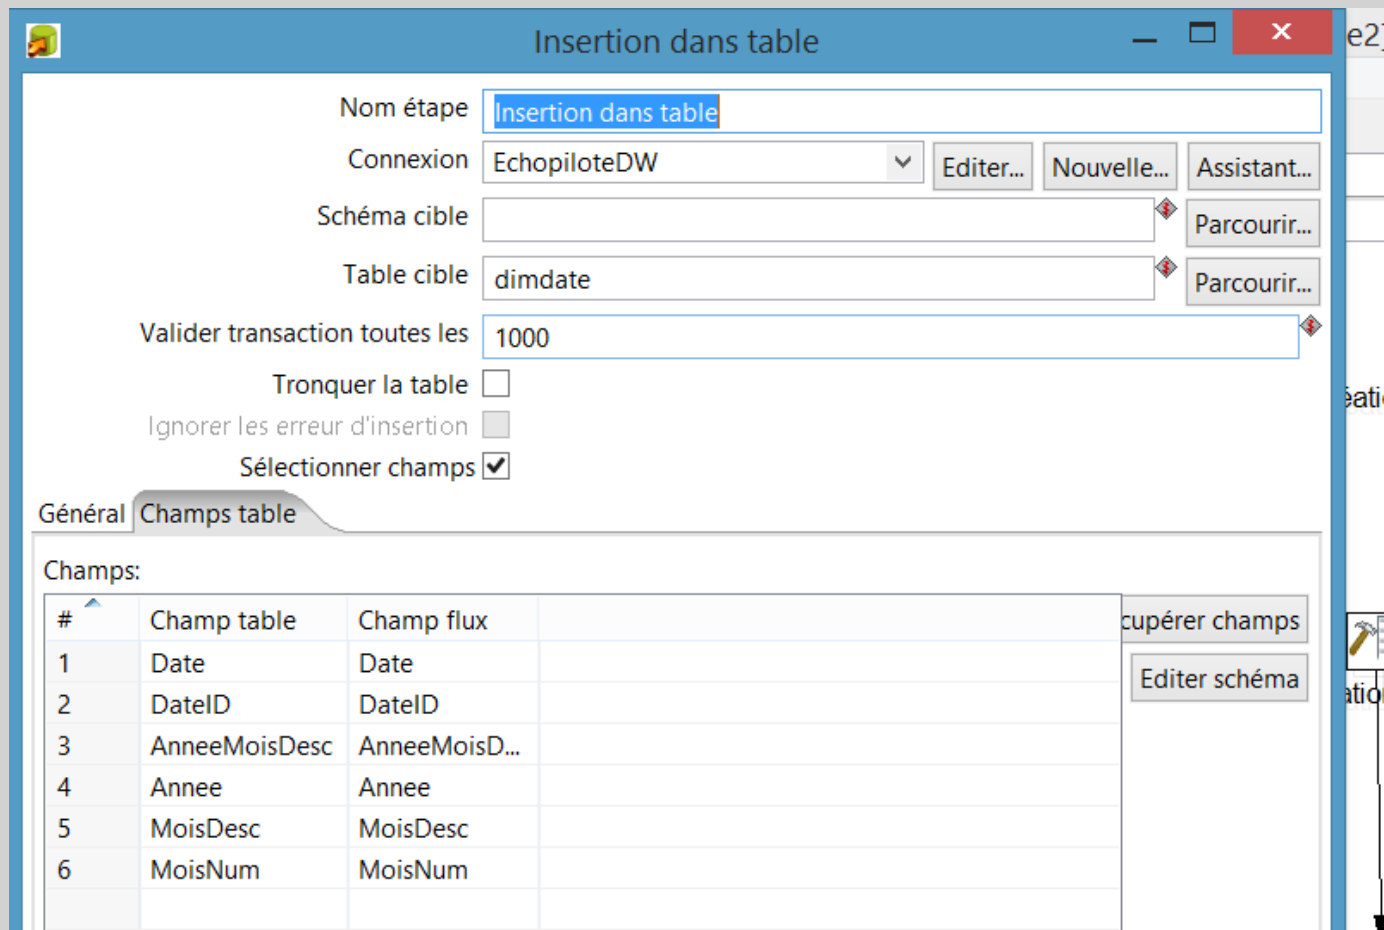 Insertion dans table
Nom étape Insertion dans table
Connexion EchopiloteDW Editer... Nouvelle... Assistant...
Schéma cible Parcourir...
Table cible dimdate Parcourir...
Valider transaction toutes les 1000
Tronquer la table
Ignorer les erreur d'insertion
Sélectionner champs
Général Champs table
Champs:
# Champ table Champ flux cupérer champs
1 Date Date
Editer schéma
2 DateID DateID
3 AnneeMoisDesc AnneeMoisD...
4 Annee Annee
5 MoisDesc MoisDesc
6 MoisNum MoisNum